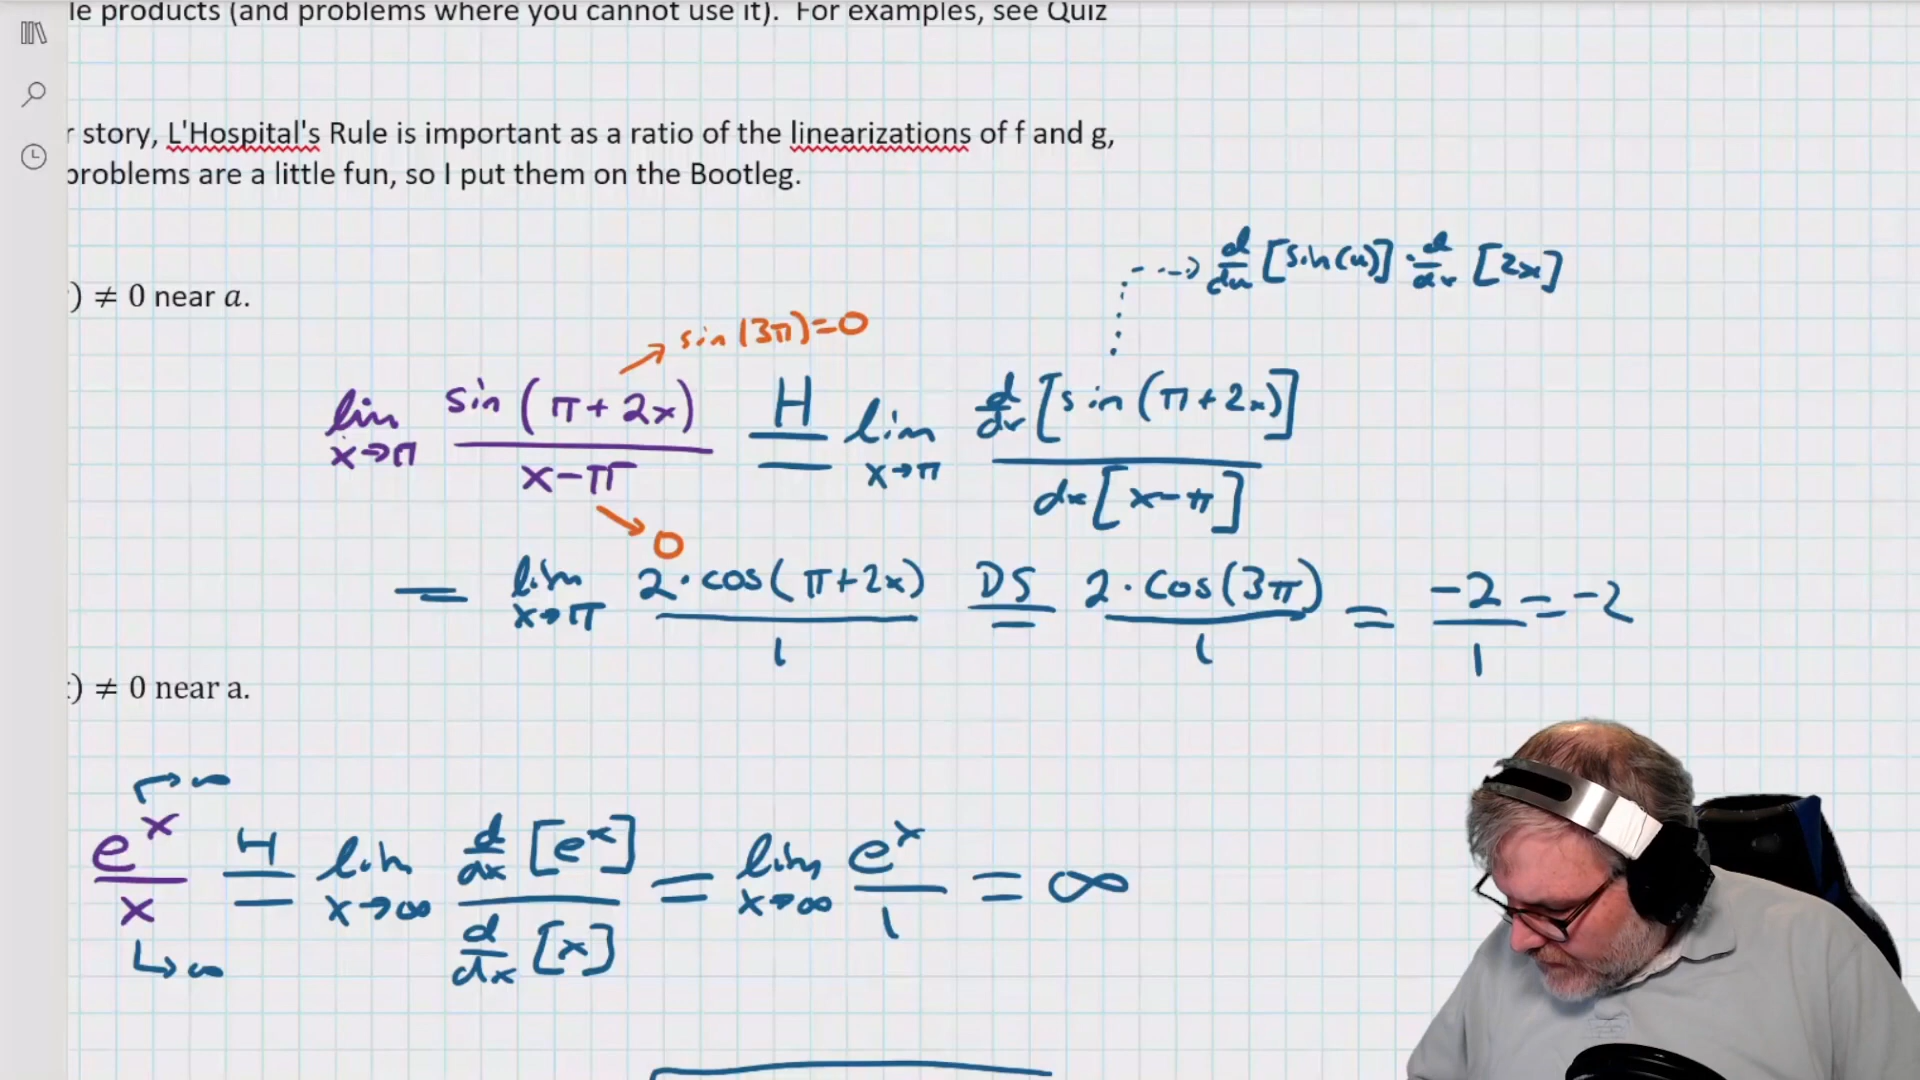 le products (and problems where you cannot use it). For examples, see Quiz
r story, L'Hospital's Rule is important as a ratio of the linearizations of f and g,
problems are a little fun, so I put them on the Bootleg.
d/du [sin(u)] · d/dx [2x]
) ≠ 0 near a.
sin(3π)=0
lim x→π sin(π+2x) / x-π H= lim x→π d/dx [sin(π+2x)] / dx [x-π]
0
= lim x→π 2·cos(π+2x) / 1 DS= 2·Cos(3π) / 1 = -2 / 1 = -2
) ≠ 0 near a.
→∞
e^x / x H= lim x→∞ d/dx [e^x] / d/dx [x] = lim x→∞ e^x / 1 = ∞
→∞